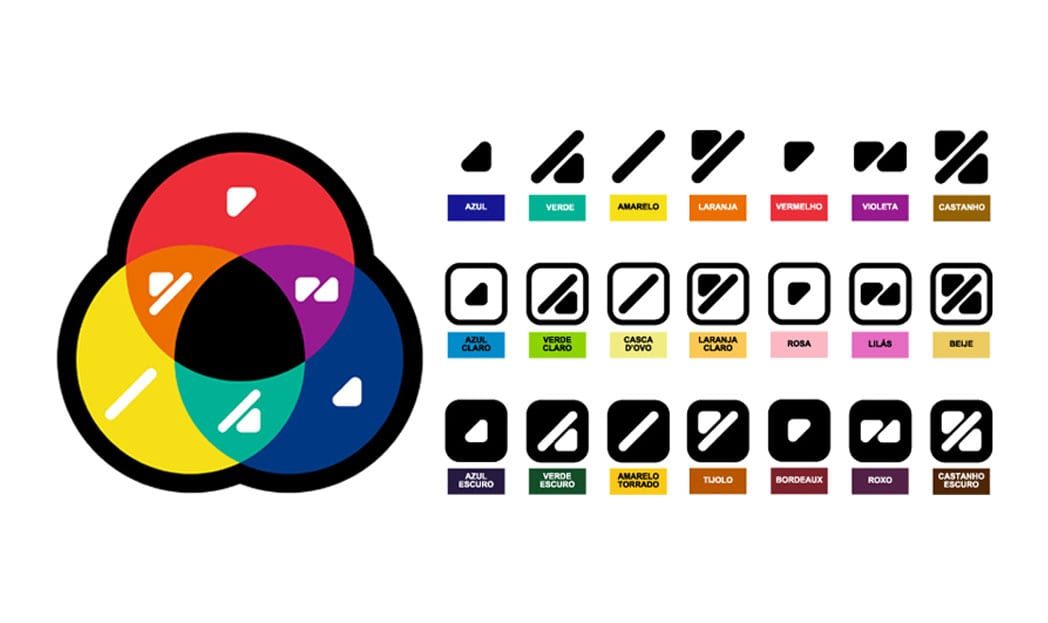 AZUL
VERDE
AMARELO
LARANJA
VERMELHO
VIOLETA
CASTANHO
AZUL
CLARO
VERDE
CLARO
CASCA
D'OVO
LARANJA
CLARO
ROSA
LILÁS
BEIJE
AZUL
ESCURO
VERDE
ESCURO
AMARELO
TORRADO
TIJOLO
BORDEAUX
ROXO
CASTANHO
ESCURO